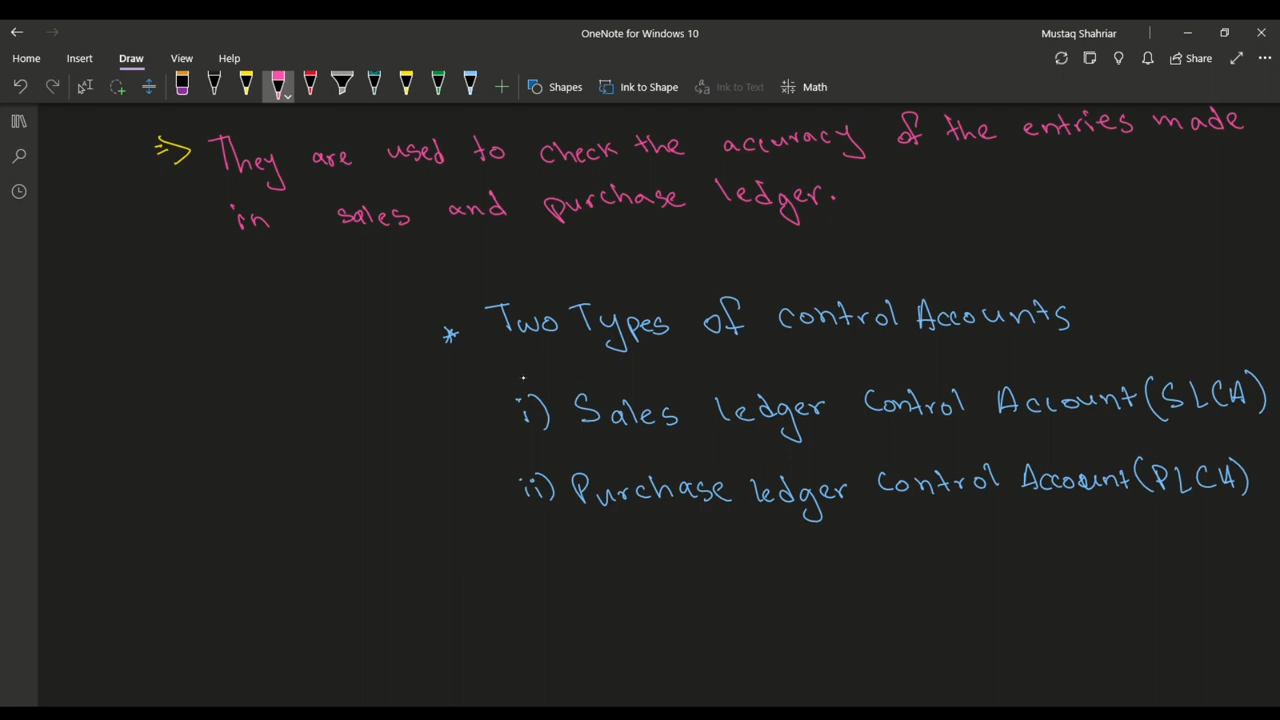 OneNote for Windows 10
Mustaq Shahriar
Home Insert Draw View Help
Share
Shapes Ink to Shape Ink to Text Math
They are used to check the accuracy of the entries made
in sales and purchase ledger.
* Two Types of control Accounts
i) Sales ledger Control Account (SLCA)
ii) Purchase ledger Control Account (PLCA)